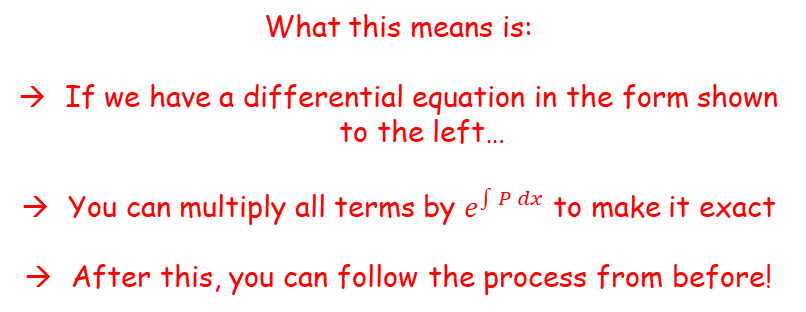 What this means is:
→ If we have a differential equation in the form shown
to the left…
→ You can multiply all terms by e^{∫ P dx} to make it exact
→ After this, you can follow the process from before!